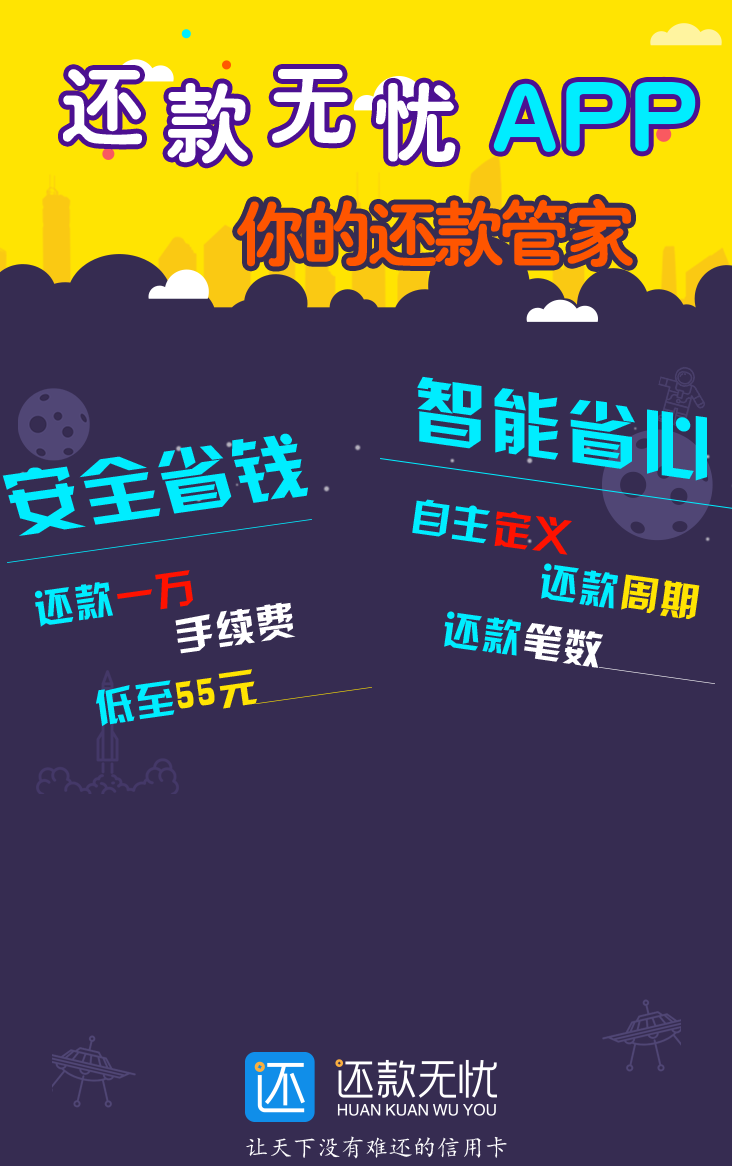 还款无忧 APP
你的还款管家
安全省钱
还款一万
手续费
低至55元
智能省心
自主定义
还款周期
还款笔数
还
还款无忧
HUAN KUAN WU YOU
让天下没有难还的信用卡